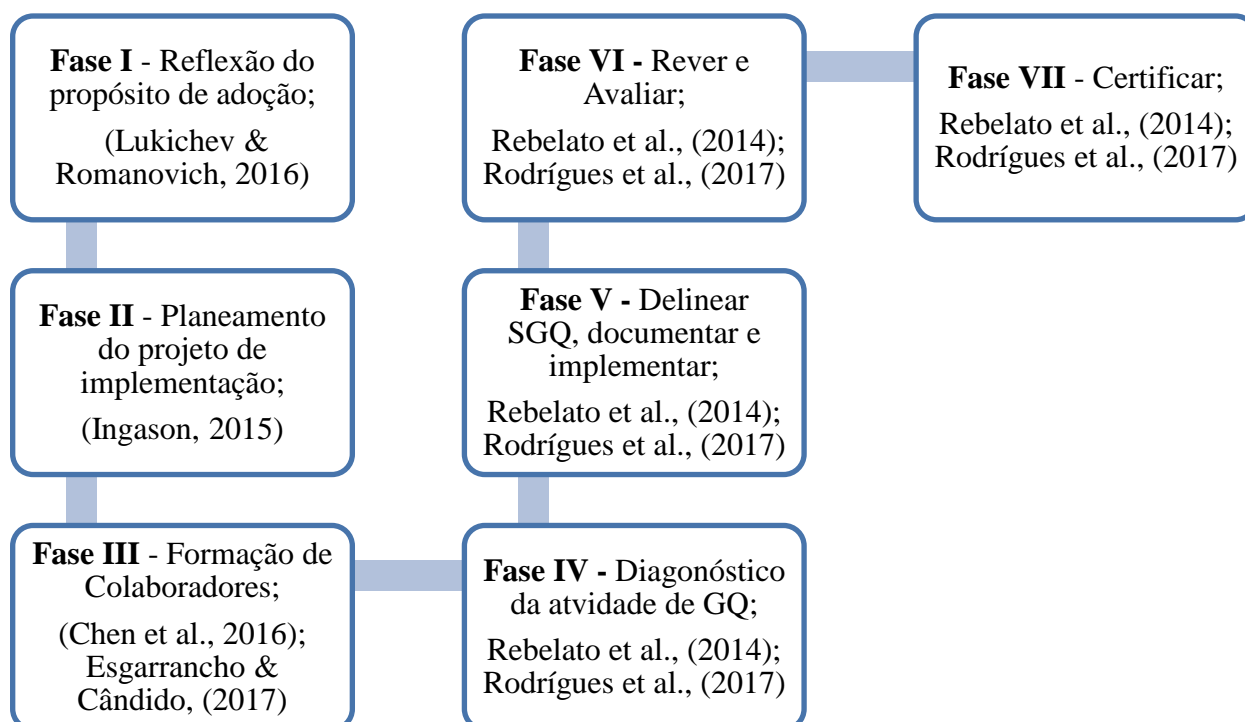 Fase I - Reflexão do
propósito de adoção;
(Lukichev &
Romanovich, 2016)
Fase II - Planeamento
do projeto de
implementação;
(Ingason, 2015)
Fase III - Formação de
Colaboradores;
(Chen et al., 2016);
Esgarrancho &
Cândido, (2017)
Fase IV - Diagonóstico
da atvidade de GQ;
Rebelato et al., (2014);
Rodrígues et al., (2017)
Fase V - Delinear
SGQ, documentar e
implementar;
Rebelato et al., (2014);
Rodrígues et al., (2017)
Fase VI - Rever e
Avaliar;
Rebelato et al., (2014);
Rodrígues et al., (2017)
Fase VII - Certificar;
Rebelato et al., (2014);
Rodrígues et al., (2017)